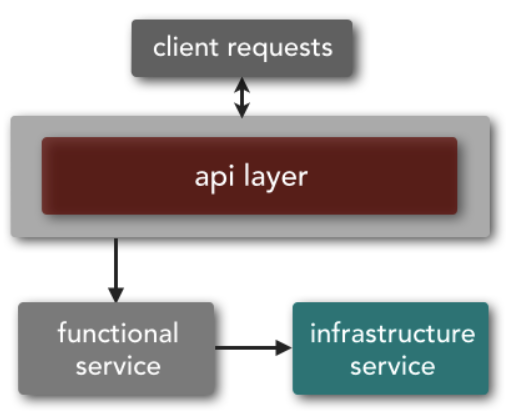 client requests
api layer
functional
service
infrastructure
service